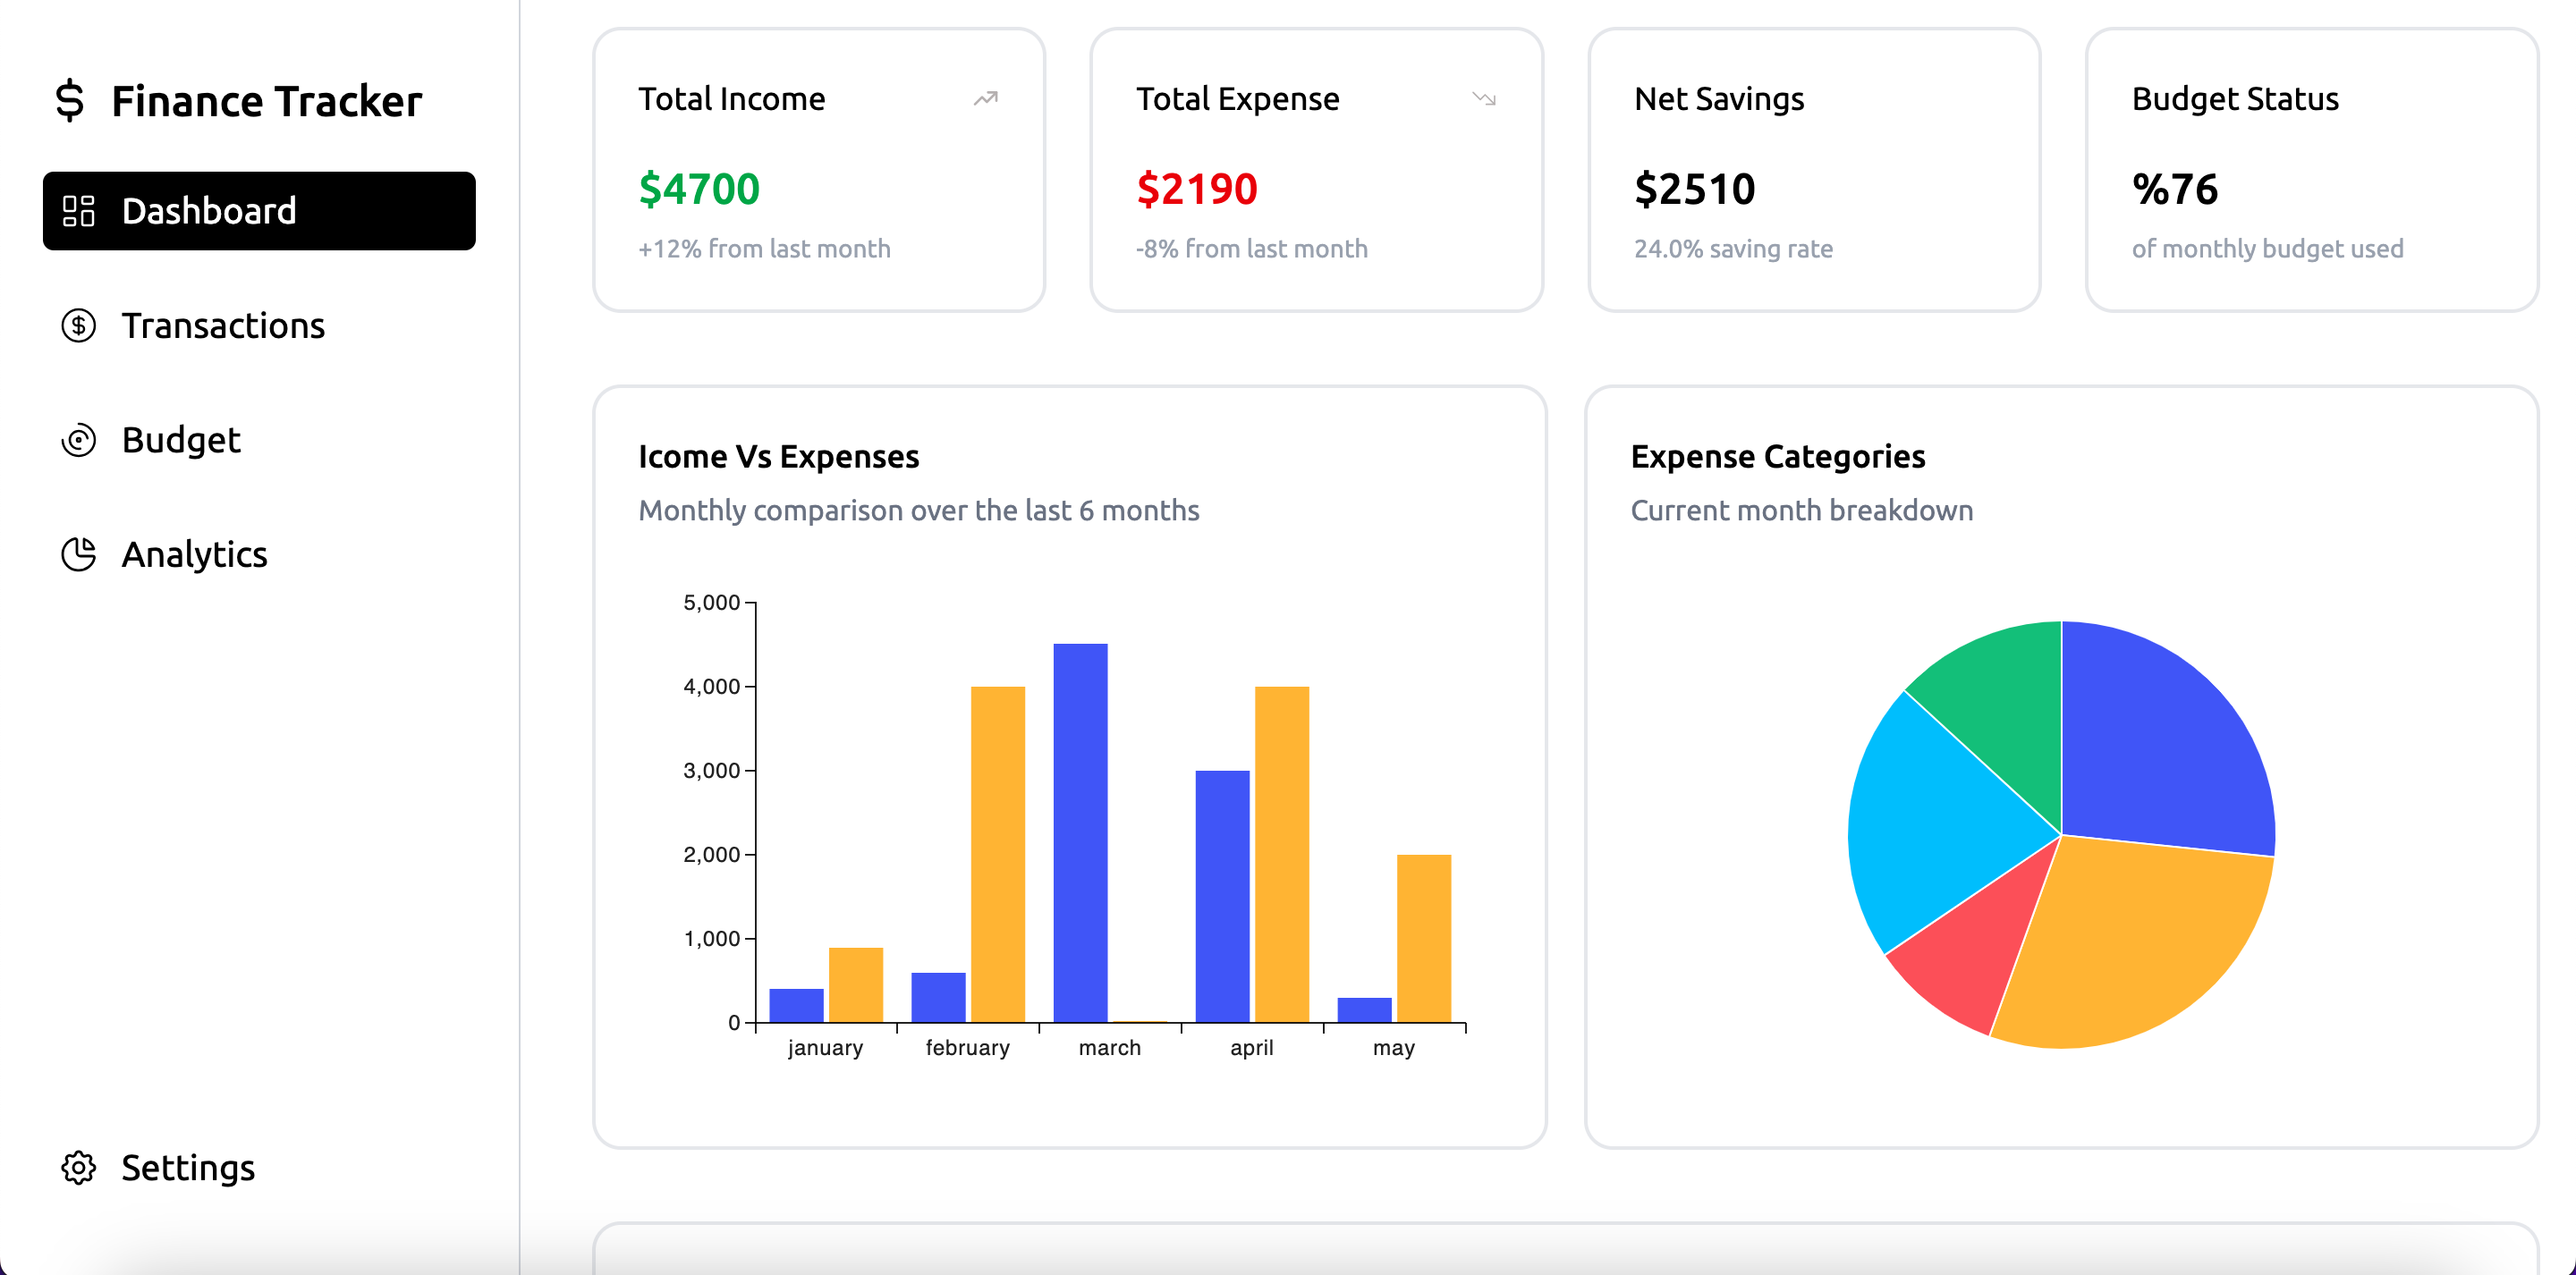 Finance Tracker
Dashboard
Transactions
Budget
Analytics
Settings
Total Income
$4700
+12% from last month
Total Expense
$2190
-8% from last month
Net Savings
$2510
24.0% saving rate
Budget Status
%76
of monthly budget used
Icome Vs Expenses
Monthly comparison over the last 6 months
5,000
4,000
3,000
2,000
1,000
0
january february march april may
Expense Categories
Current month breakdown